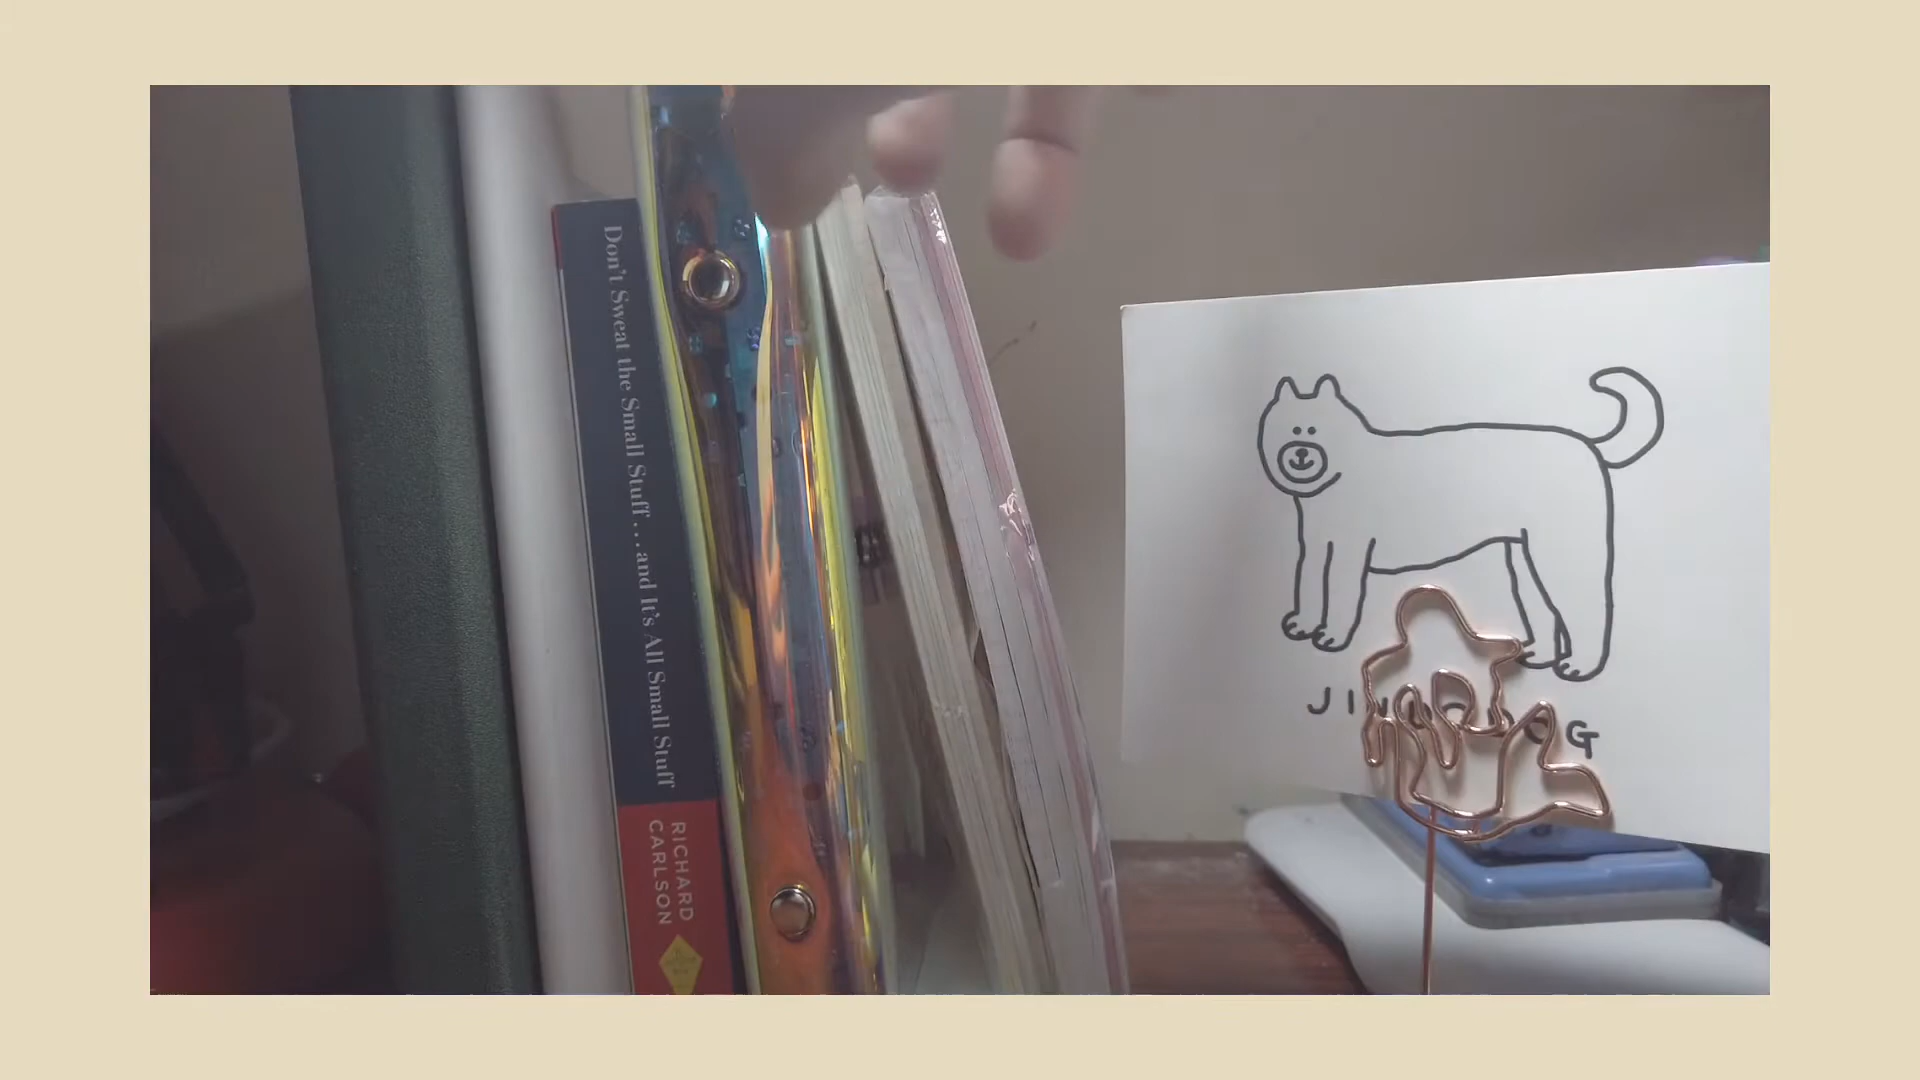 Don't Sweat the Small Stuff...and It's All Small Stuff
RICHARD
CARLSON